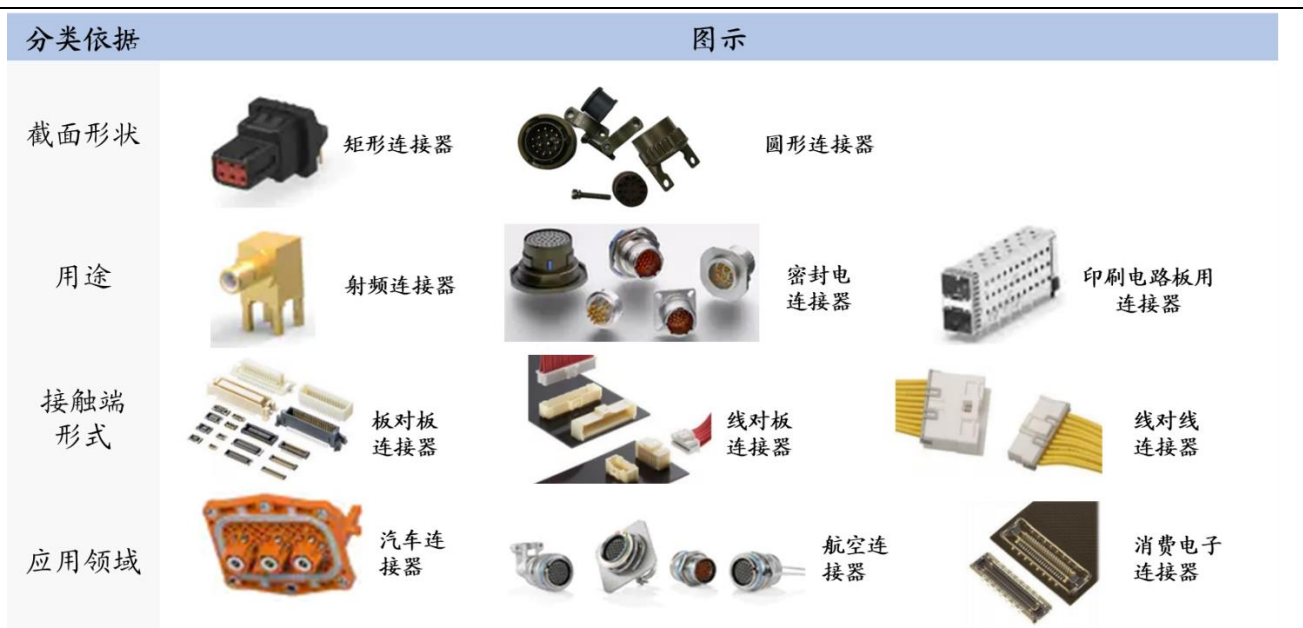 分类依据
图示
截面形状
矩形连接器
圆形连接器
用途
射频连接器
密封电
连接器
印刷电路板用
连接器
接触端
形式
板对板
连接器
线对板
连接器
线对线
连接器
应用领域
汽车连
接器
航空连
接器
消费电子
连接器